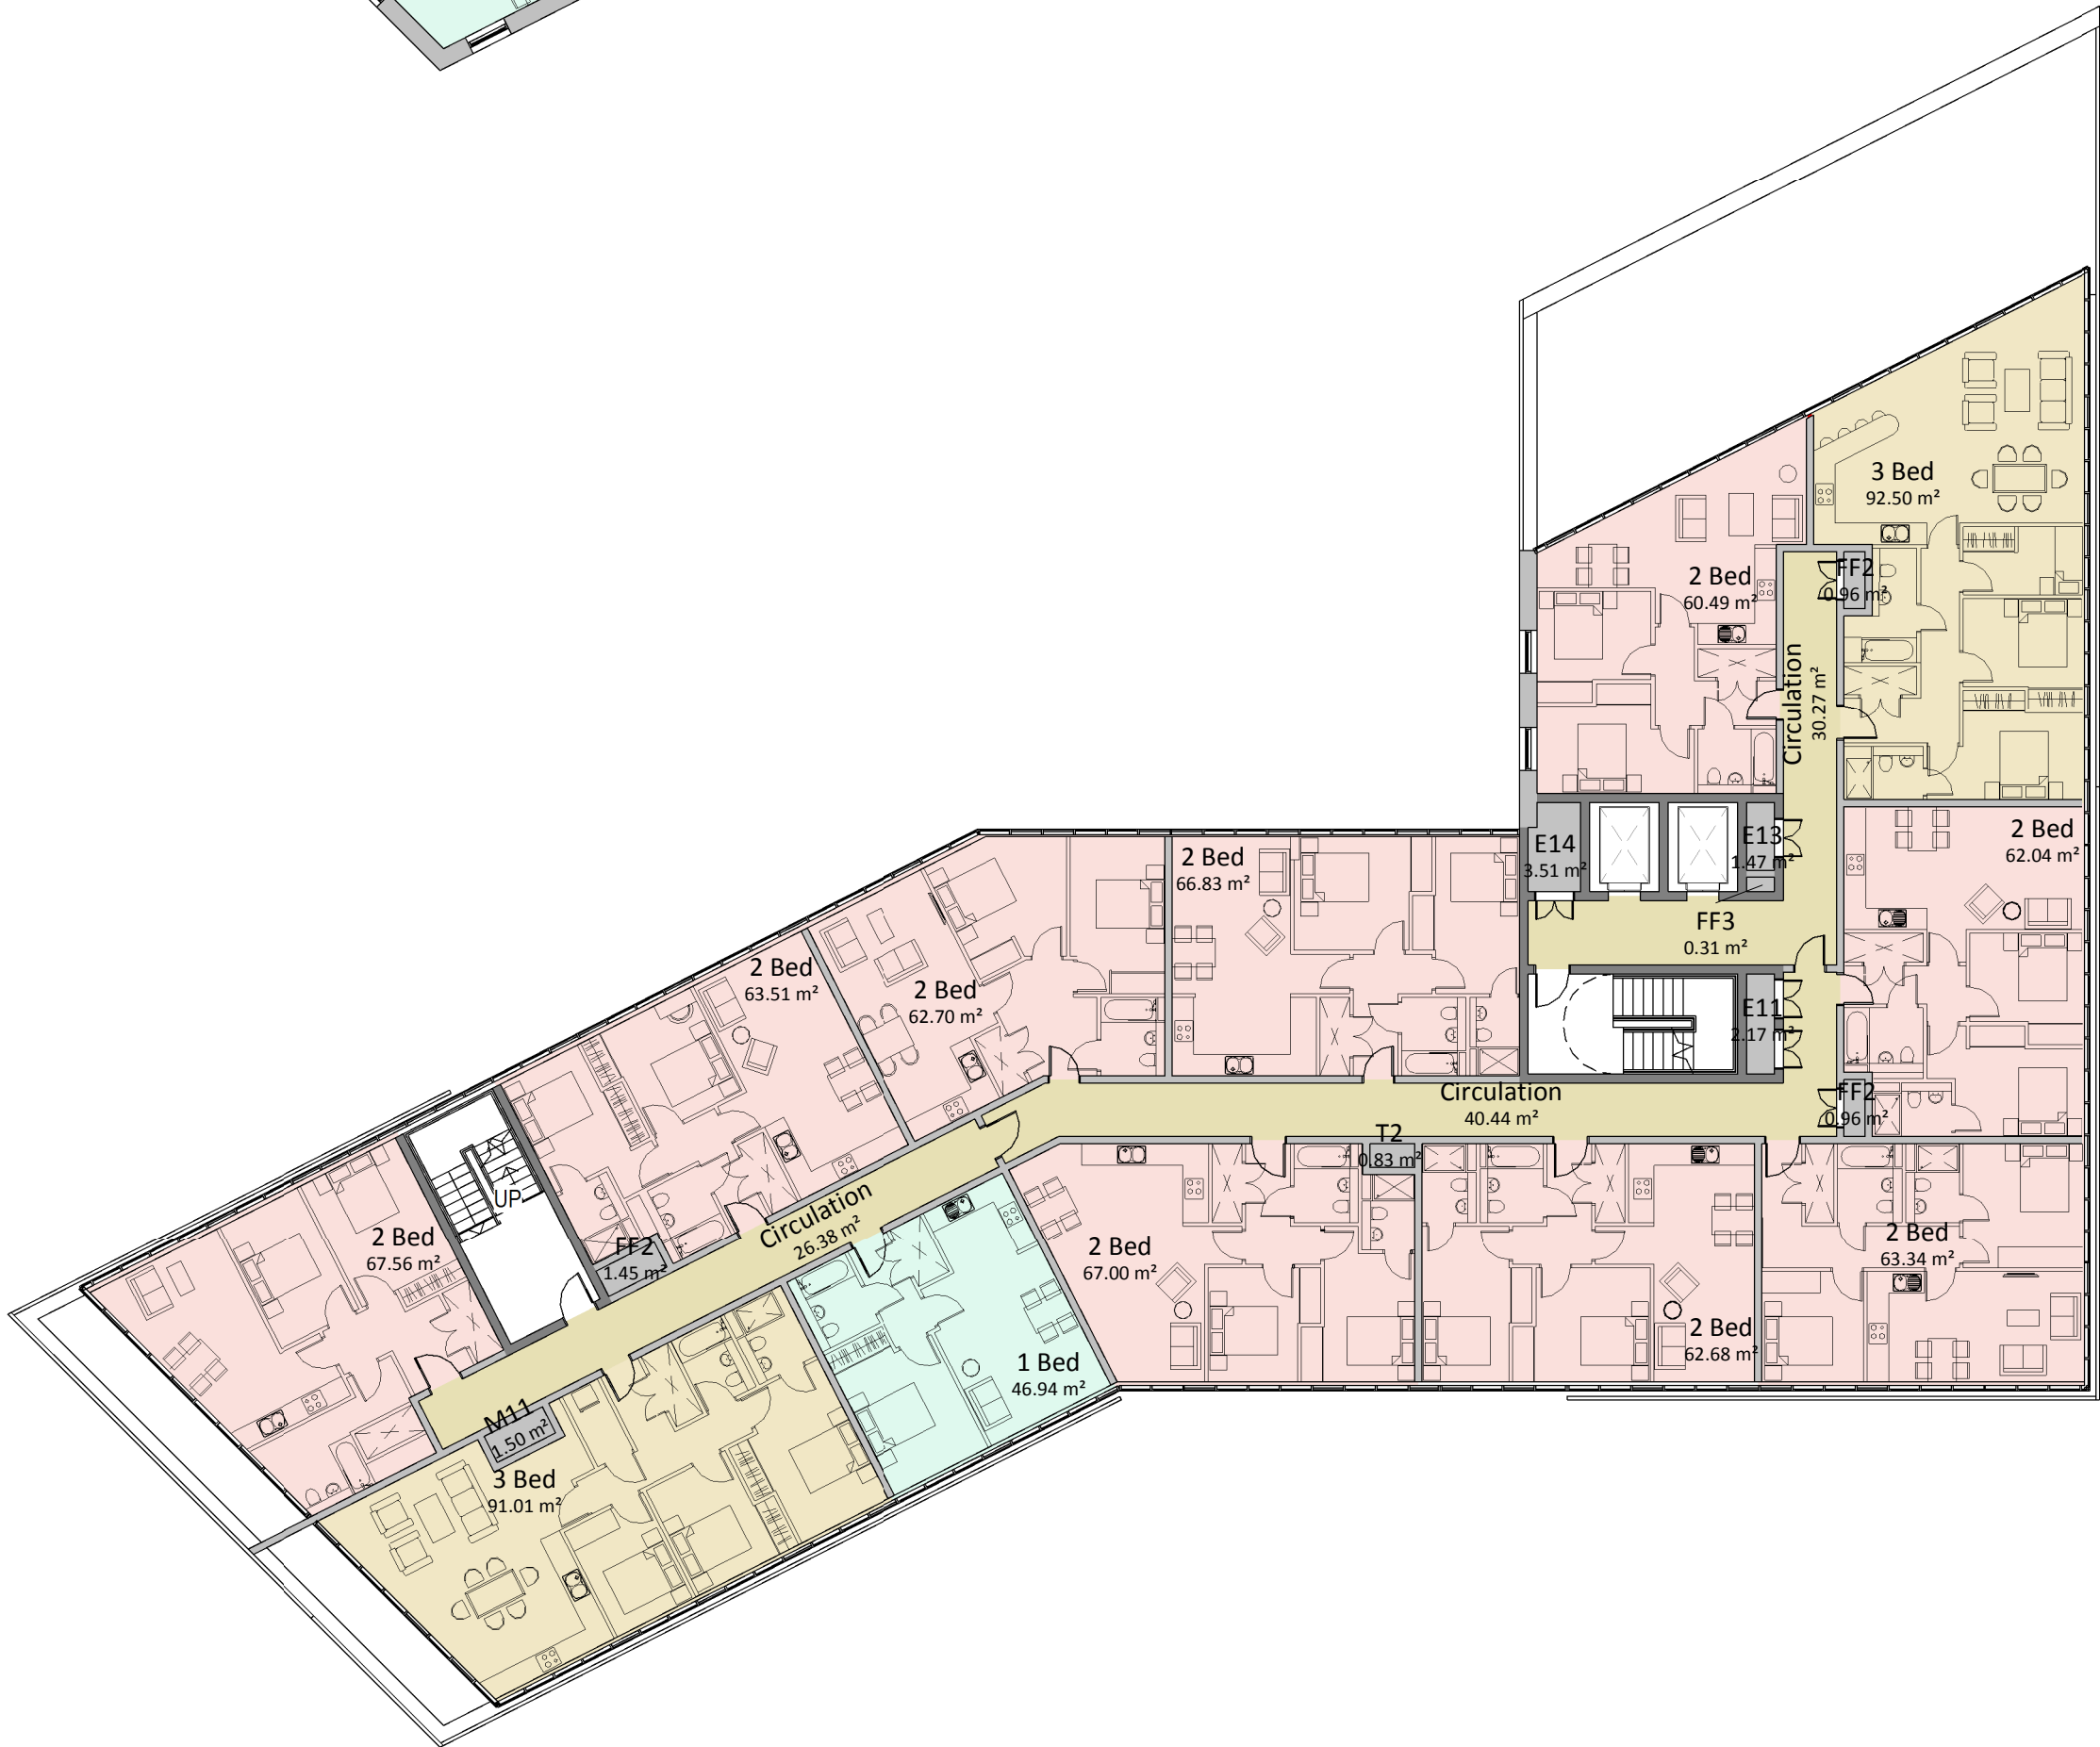 3 Bed
92.50 m²
2 Bed
60.49 m²
FF2
0.96 m²
Circulation
30.27 m²
2 Bed
62.04 m²
E14
3.51 m²
E13
1.47 m²
2 Bed
66.83 m²
FF3
0.31 m²
2 Bed
63.51 m²
2 Bed
62.70 m²
E11
2.17 m²
Circulation
40.44 m²
FF2
0.96 m²
T2
0.83 m²
UP
Circulation
26.38 m²
2 Bed
67.56 m²
FF2
1.45 m²
2 Bed
67.00 m²
2 Bed
63.34 m²
2 Bed
62.68 m²
1 Bed
46.94 m²
M11
1.50 m²
3 Bed
91.01 m²